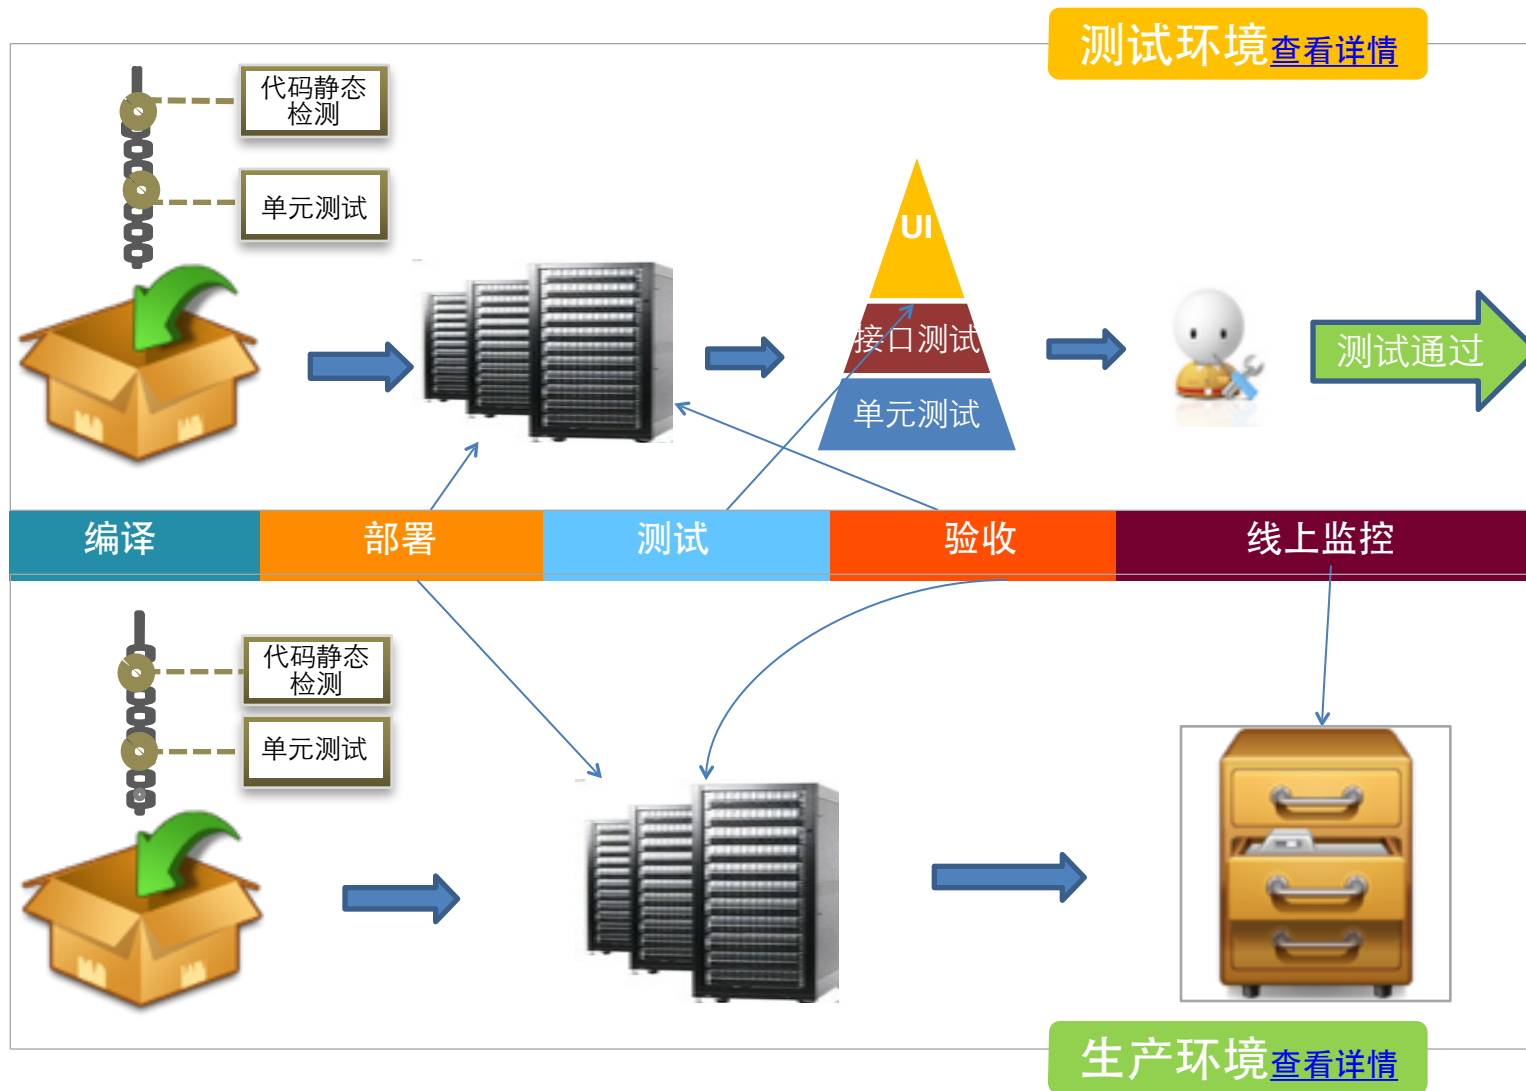 测试环境查看详情
代码静态
检测
单元测试
UI
接口测试
单元测试
测试通过
编译
部署
测试
验收
线上监控
代码静态
检测
单元测试
生产环境查看详情